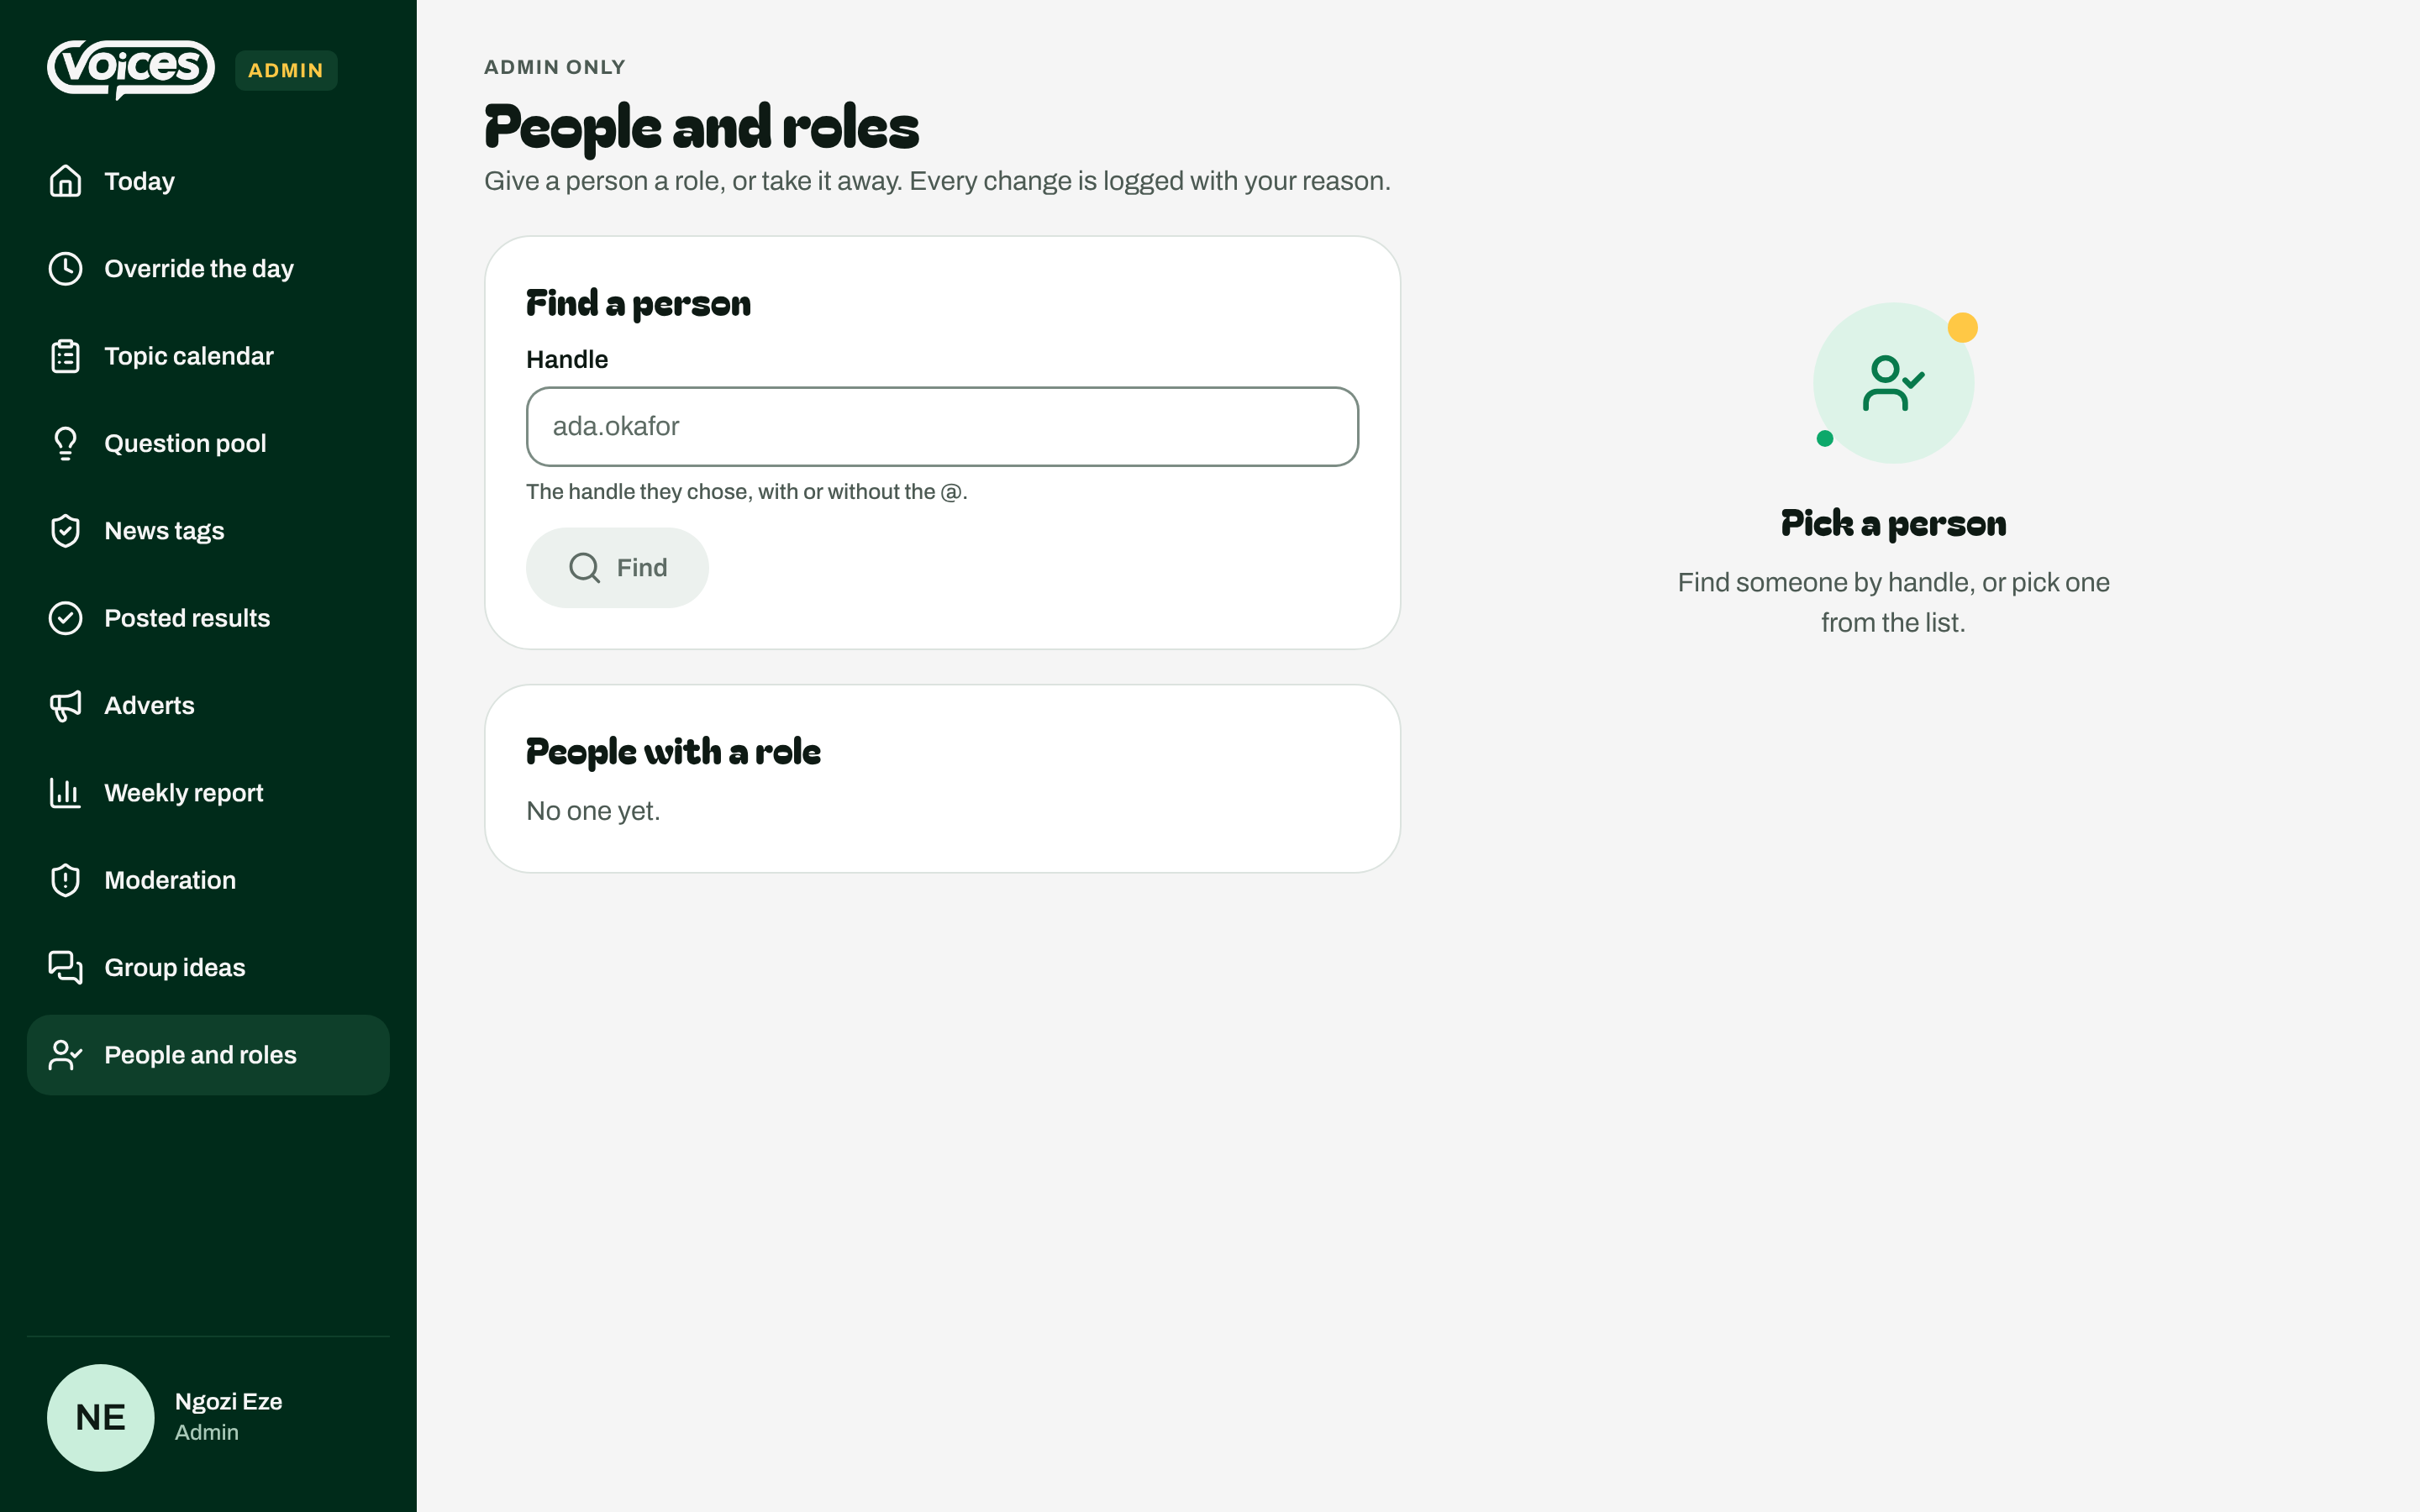 voices
ADMIN
Today
Override the day
Topic calendar
Question pool
News tags
Posted results
Adverts
Weekly report
Moderation
Group ideas
People and roles
NE
Ngozi Eze
Admin
ADMIN ONLY
People and roles
Give a person a role, or take it away. Every change is logged with your reason.
Find a person
Handle
ada.okafor
The handle they chose, with or without the @.
Find
People with a role
No one yet.
Pick a person
Find someone by handle, or pick one
from the list.